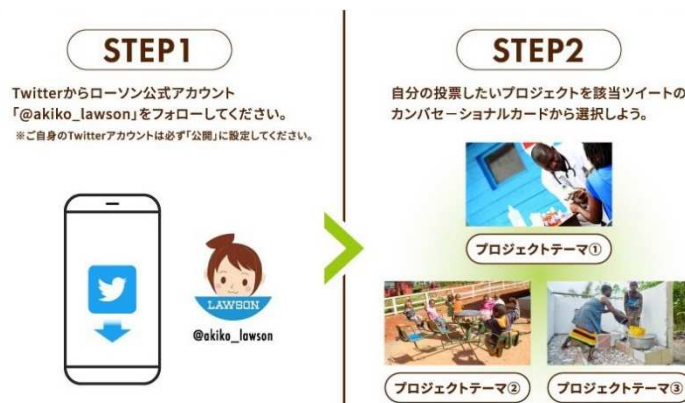 STEP1
Twitterからローソン公式アカウント
「@akiko_lawson」をフォローしてください。
※ご自身のTwitterアカウントは必ず「公開」に設定してください。
LAWSON
@akiko_lawson
STEP2
自分の投票したいプロジェクトを該当ツイートの
カンバセーショナルカードから選択しよう。
プロジェクトテーマ①
プロジェクトテーマ②
プロジェクトテーマ③